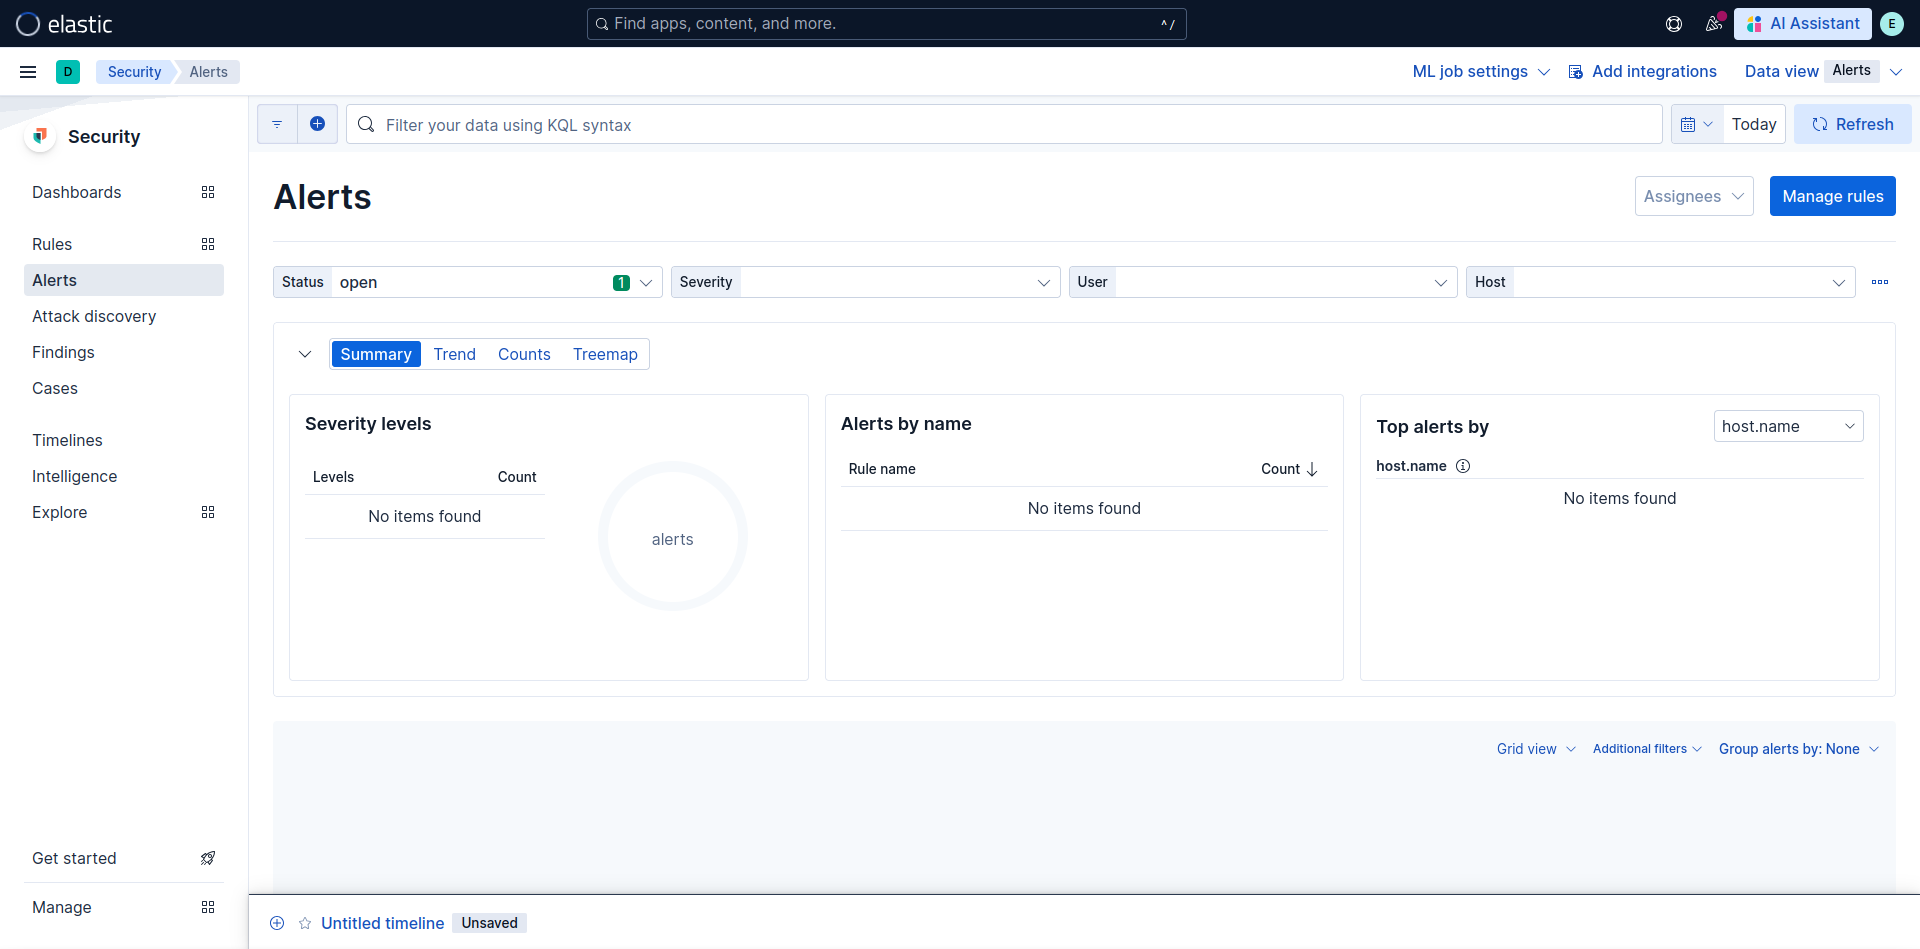 elastic
Find apps, content, and more.
^ /
AI Assistant
E
D
Security
Alerts
ML job settings
Add integrations
Data view
Alerts
Security
Dashboards
Rules
Alerts
Attack discovery
Findings
Cases
Timelines
Intelligence
Explore
Get started
Manage
Filter your data using KQL syntax
Today
Refresh
Alerts
Assignees
Manage rules
Status open 1
Severity
User
Host
Summary Trend Counts Treemap
Severity levels
Levels Count
No items found
alerts
Alerts by name
Rule name Count
No items found
Top alerts by host.name
host.name
No items found
Grid view Additional filters Group alerts by: None
Untitled timeline Unsaved